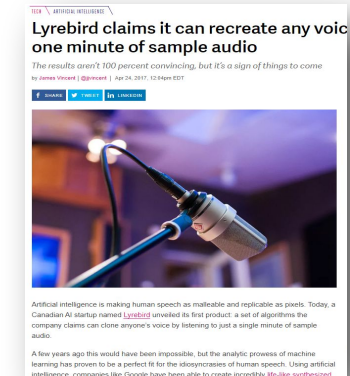 TECH \ ARTIFICIAL INTELLIGENCE \
Lyrebird claims it can recreate any voic
one minute of sample audio
The results aren't 100 percent convincing, but it's a sign of things to come
by James Vincent | @jjvincent | Apr 24, 2017, 12:04pm EDT
SHARE TWEET LINKEDIN
Artificial intelligence is making human speech as malleable and replicable as pixels. Today, a
Canadian AI startup named Lyrebird unveiled its first product: a set of algorithms the
company claims can clone anyone's voice by listening to just a single minute of sample
audio.
A few years ago this would have been impossible, but the analytic prowess of machine
learning has proven to be a perfect fit for the idiosyncrasies of human speech. Using artificial
intelligence, companies like Google have been able to create incredibly life-like synthesized